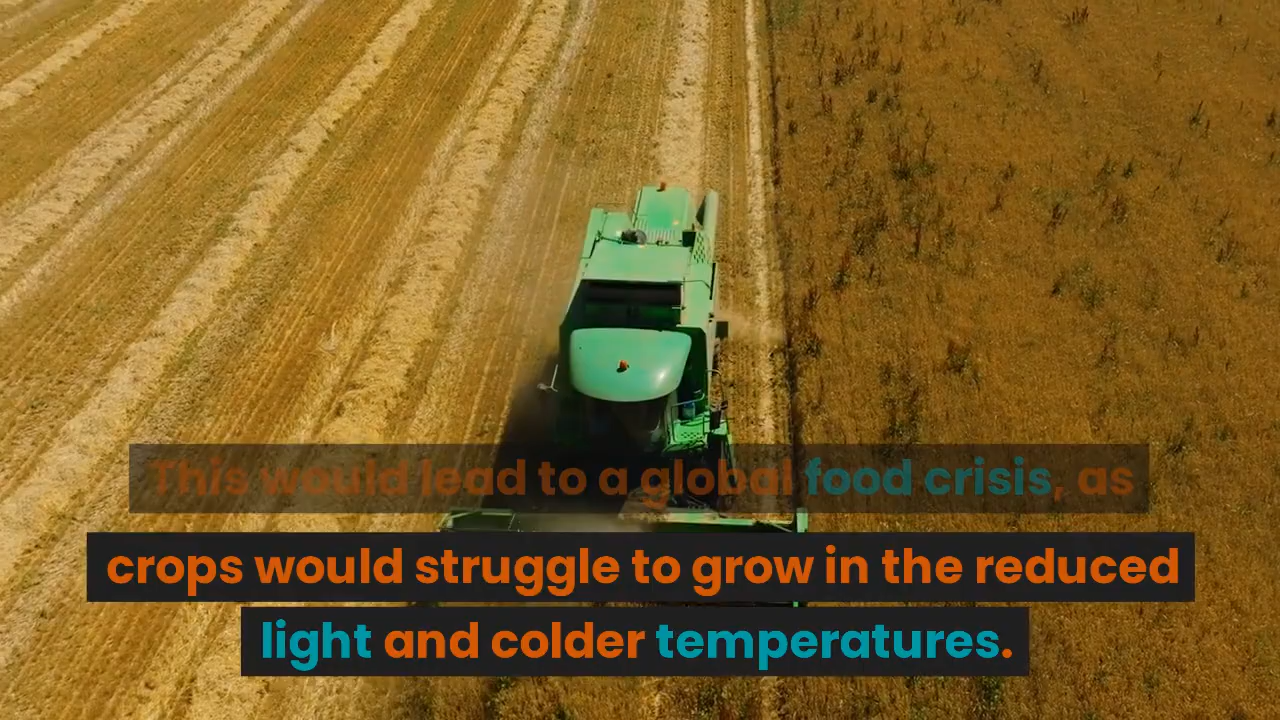 This would lead to a global food crisis, as
crops would struggle to grow in the reduced
light and colder temperatures.